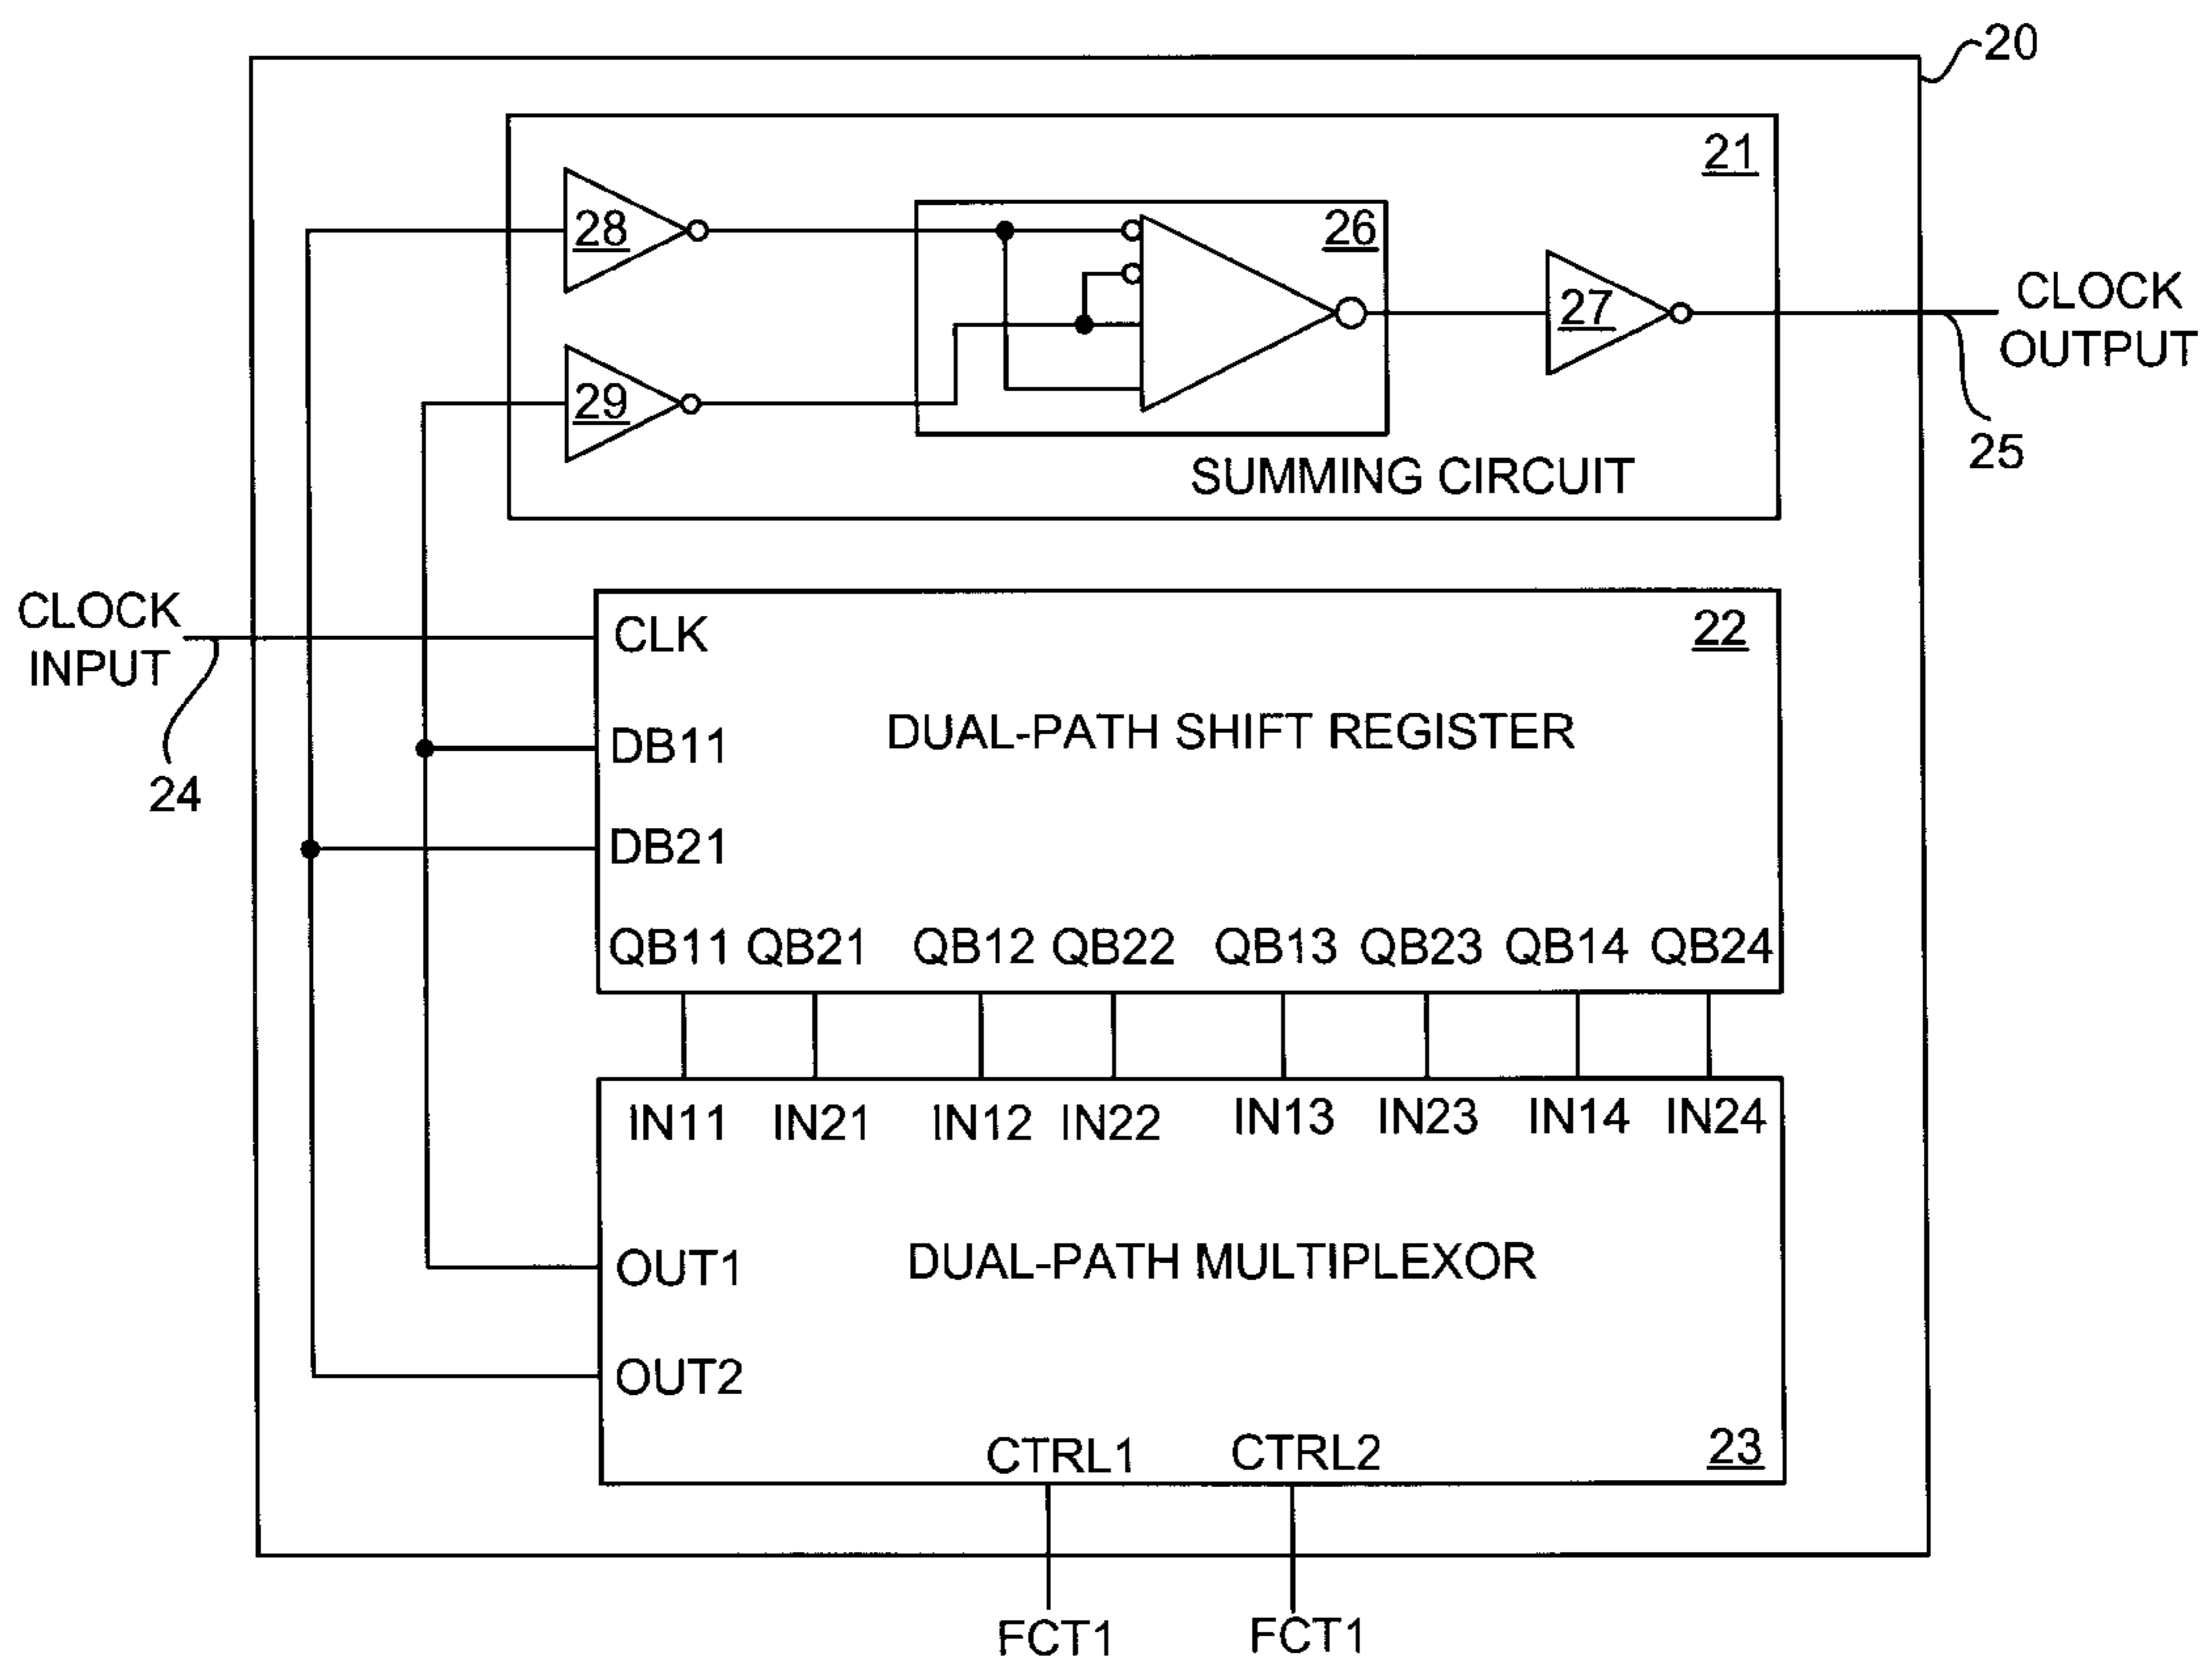 20
21
28
26
27
CLOCK
OUTPUT
29
25
SUMMING CIRCUIT
CLOCK
INPUT
24
CLK
22
DUAL-PATH SHIFT REGISTER
DB11
DB21
QB11 QB21 QB12 QB22 QB13 QB23 QB14 QB24
IN11 IN21 IN12 IN22 IN13 IN23 IN14 IN24
OUT1
DUAL-PATH MULTIPLEXOR
OUT2
CTRL1 CTRL2
23
FCT1 FCT1